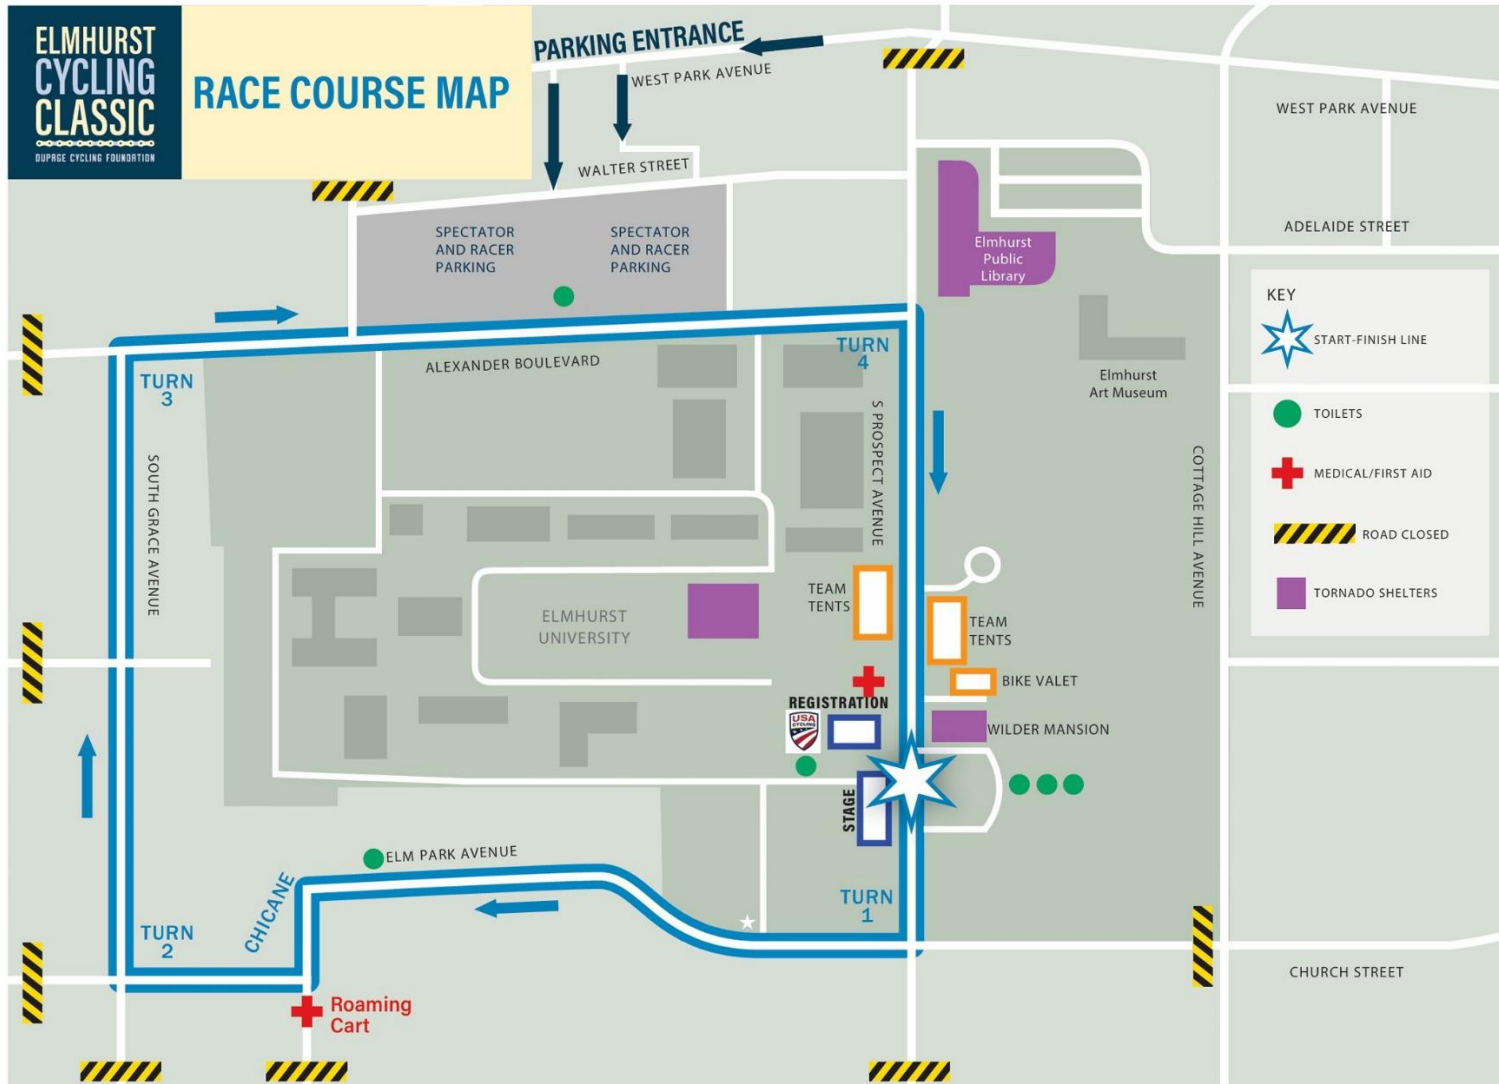 ELMHURST
CYCLING
CLASSIC
DUPAGE CYCLING FOUNDATION
RACE COURSE MAP
PARKING ENTRANCE
WEST PARK AVENUE
WEST PARK AVENUE
WALTER STREET
SPECTATOR
AND RACER
PARKING
SPECTATOR
AND RACER
PARKING
Elmhurst
Public
Library
ADELAIDE STREET
KEY
START-FINISH LINE
TOILETS
MEDICAL/FIRST AID
ROAD CLOSED
TORNADO SHELTERS
TURN
3
ALEXANDER BOULEVARD
TURN
4
Elmhurst
Art Museum
SOUTH GRACE AVENUE
S PROSPECT AVENUE
COTTAGE HILL AVENUE
ELMHURST
UNIVERSITY
TEAM
TENTS
TEAM
TENTS
BIKE VALET
REGISTRATION
USA
CYCLING
WILDER MANSION
STAGE
ELM PARK AVENUE
CHICANE
TURN
1
TURN
2
CHURCH STREET
Roaming
Cart